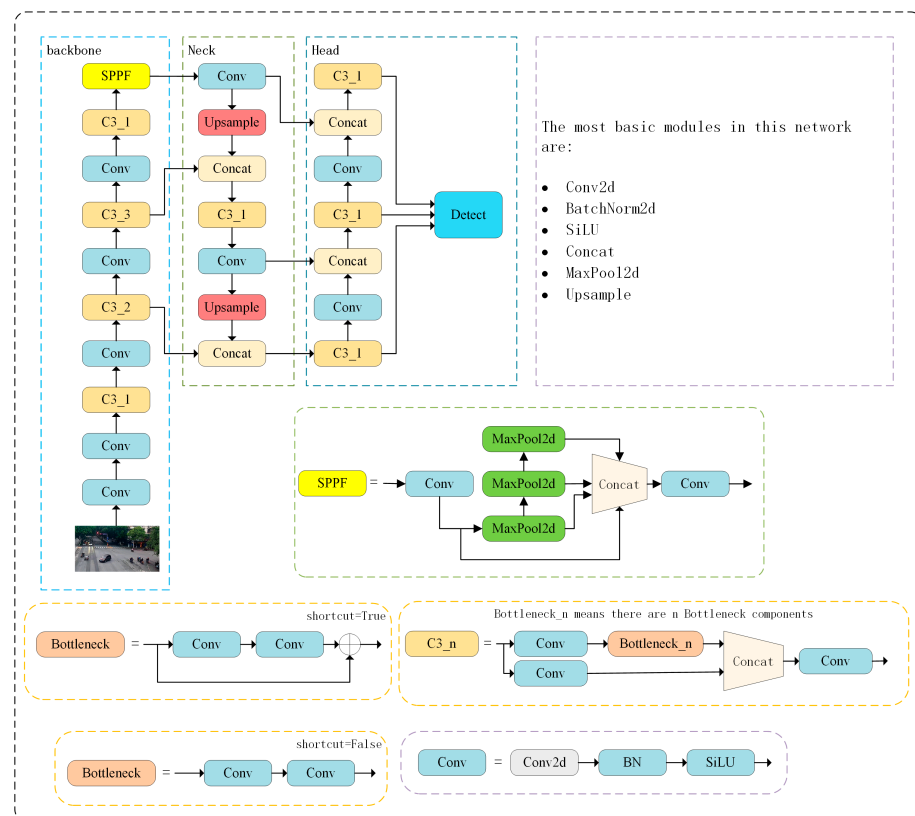 backbone
SPPF
C3_1
Conv
C3_3
Conv
C3_2
Conv
C3_1
Conv
Conv
Neck
Conv
Upsample
Concat
C3_1
Conv
Upsample
Concat
Head
C3_1
Concat
Conv
C3_1
Concat
Conv
C3_1
Detect
The most basic modules in this network
are:
● Conv2d
● BatchNorm2d
● SiLU
● Concat
● MaxPool2d
● Upsample
SPPF = Conv MaxPool2d
MaxPool2d
MaxPool2d
Concat Conv
shortcut=True
Bottleneck = Conv Conv
Bottleneck_n means there are n Bottleneck components
C3_n = Conv Bottleneck_n
Conv
Concat Conv
shortcut=False
Bottleneck = Conv Conv
Conv = Conv2d BN SiLU